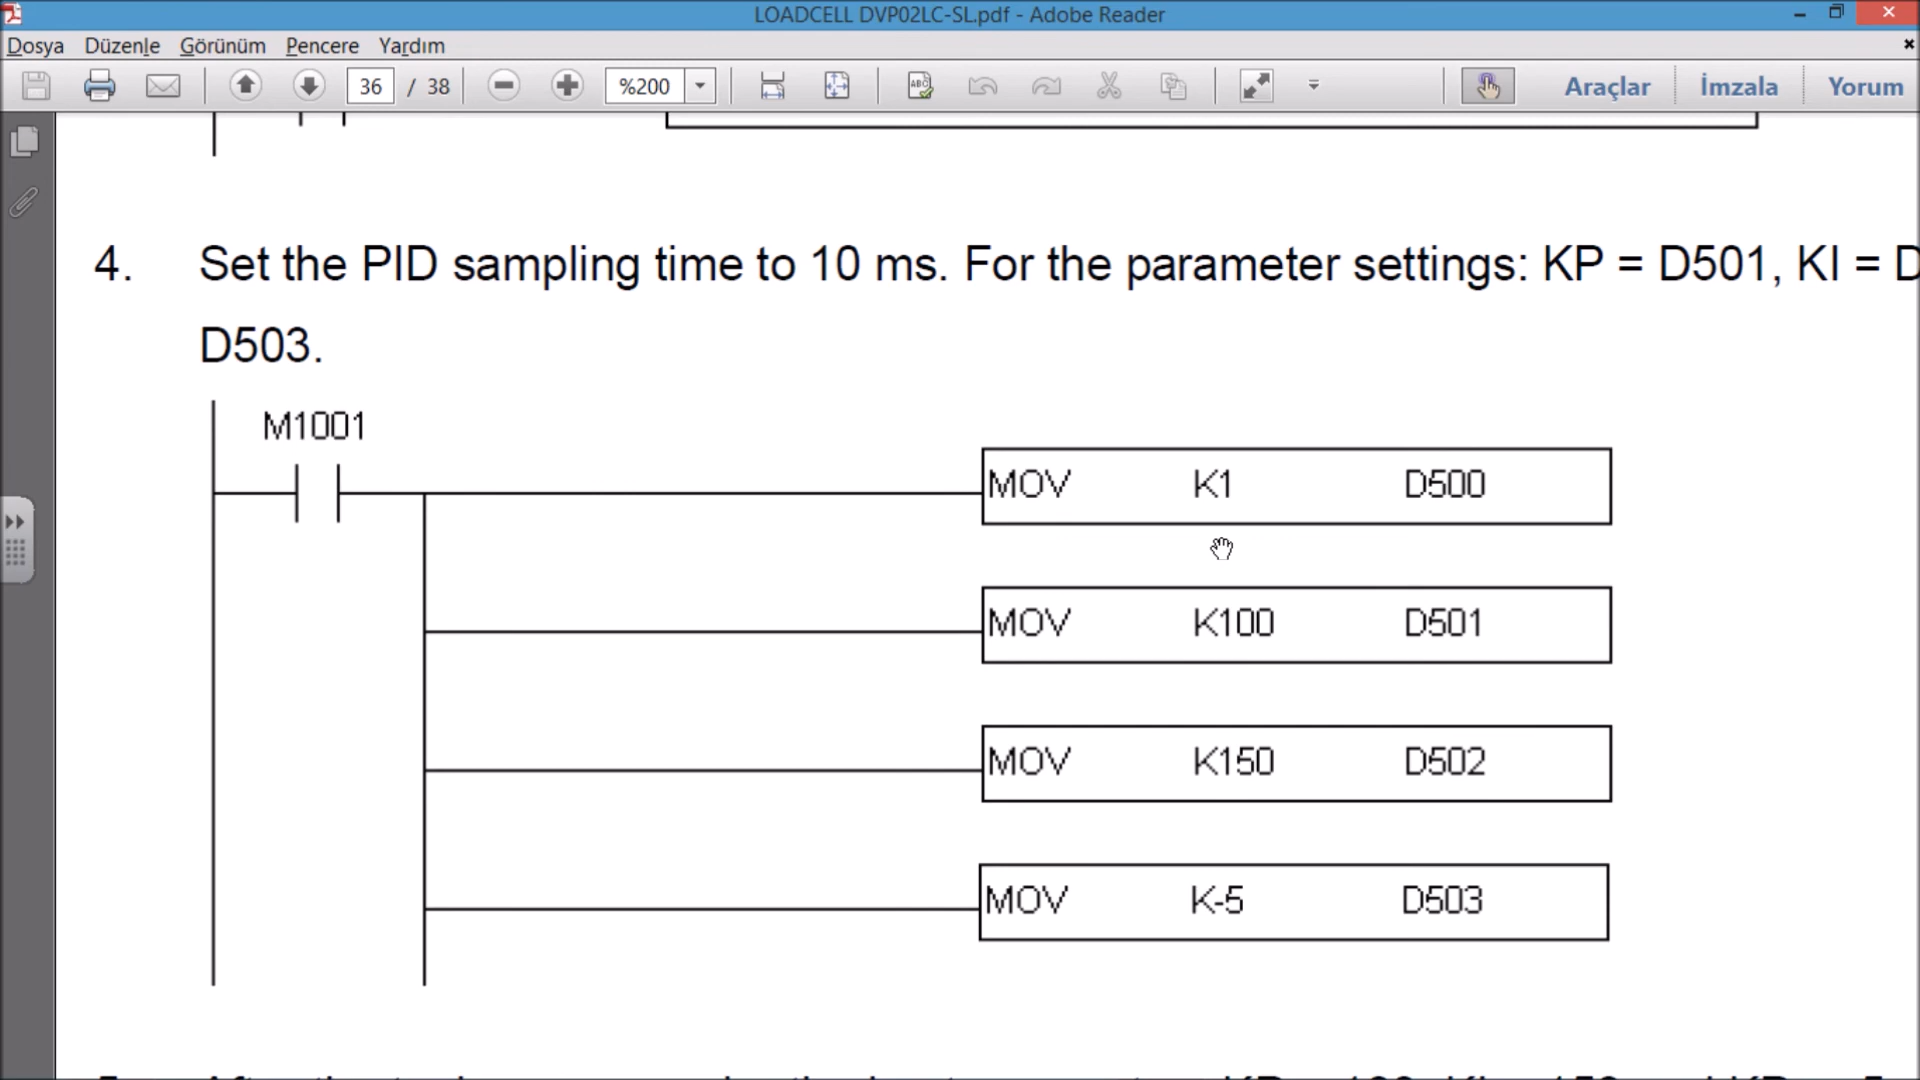 LOADCELL DVP02LC-SL.pdf - Adobe Reader
Dosya Düzenle Görünüm Pencere Yardım
36 / 38 %200 Araçlar İmzala Yorum
4. Set the PID sampling time to 10 ms. For the parameter settings: KP = D501, KI = D
D503.
M1001
MOV K1 D500
MOV K100 D501
MOV K150 D502
MOV K-5 D503